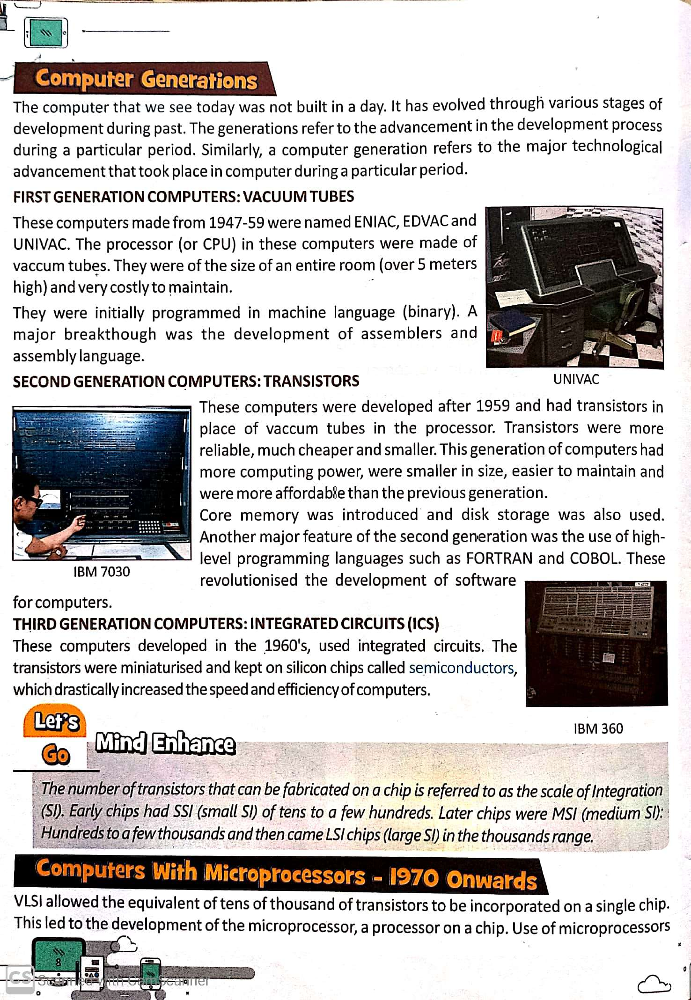 Computer Generations
The computer that we see today was not built in a day. It has evolved through various stages of
development during past. The generations refer to the advancement in the development process
during a particular period. Similarly, a computer generation refers to the major technological
advancement that took place in computer during a particular period.
FIRST GENERATION COMPUTERS: VACUUM TUBES
These computers made from 1947-59 were named ENIAC, EDVAC and
UNIVAC. The processor (or CPU) in these computers were made of
vaccum tubes. They were of the size of an entire room (over 5 meters
high) and very costly to maintain.
They were initially programmed in machine language (binary). A
major breakthough was the development of assemblers and
assembly language.
UNIVAC
SECOND GENERATION COMPUTERS: TRANSISTORS
These computers were developed after 1959 and had transistors in
place of vaccum tubes in the processor. Transistors were more
reliable, much cheaper and smaller. This generation of computers had
more computing power, were smaller in size, easier to maintain and
were more affordable than the previous generation.
Core memory was introduced and disk storage was also used.
Another major feature of the second generation was the use of high-
level programming languages such as FORTRAN and COBOL. These
revolutionised the development of software
for computers.
IBM 7030
THIRD GENERATION COMPUTERS: INTEGRATED CIRCUITS (ICS)
These computers developed in the 1960's, used integrated circuits. The
transistors were miniaturised and kept on silicon chips called semiconductors,
which drastically increased the speed and efficiency of computers.
IBM 360
Let's
Go
Mind Enhance
The number of transistors that can be fabricated on a chip is referred to as the scale of Integration
(SI). Early chips had SSI (small SI) of tens to a few hundreds. Later chips were MSI (medium SI):
Hundreds to a few thousands and then came LSI chips (large SI) in the thousands range.
Computers With Microprocessors - 1970 Onwards
VLSI allowed the equivalent of tens of thousand of transistors to be incorporated on a single chip.
This led to the development of the microprocessor, a processor on a chip. Use of microprocessors
8
CS Scanned with CamScanner